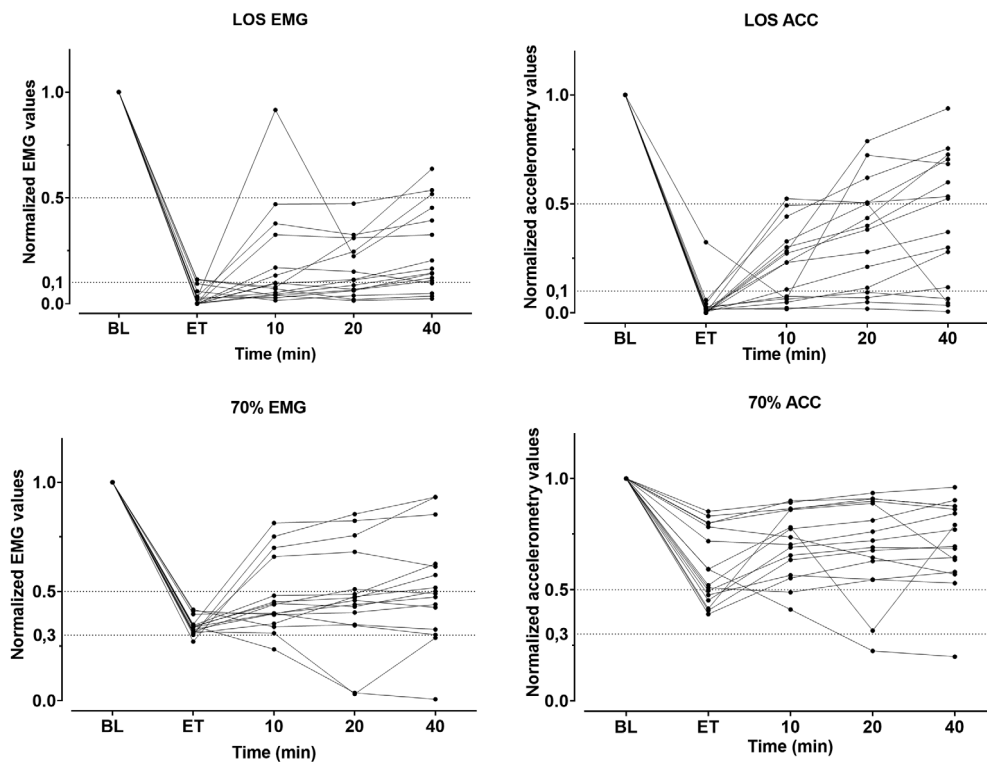 LOS EMG
Normalized EMG values
1.0
0.5
0,1
0.0
BL ET 10 20 40
Time (min)
LOS ACC
Normalized accelerometry values
1.0
0.5
0,1
0.0
BL ET 10 20 40
Time (min)
70% EMG
Normalized EMG values
1.0
0.5
0,3
0.0
BL ET 10 20 40
Time (min)
70% ACC
Normalized accelerometry values
1.0
0.5
0,3
0.0
BL ET 10 20 40
Time (min)